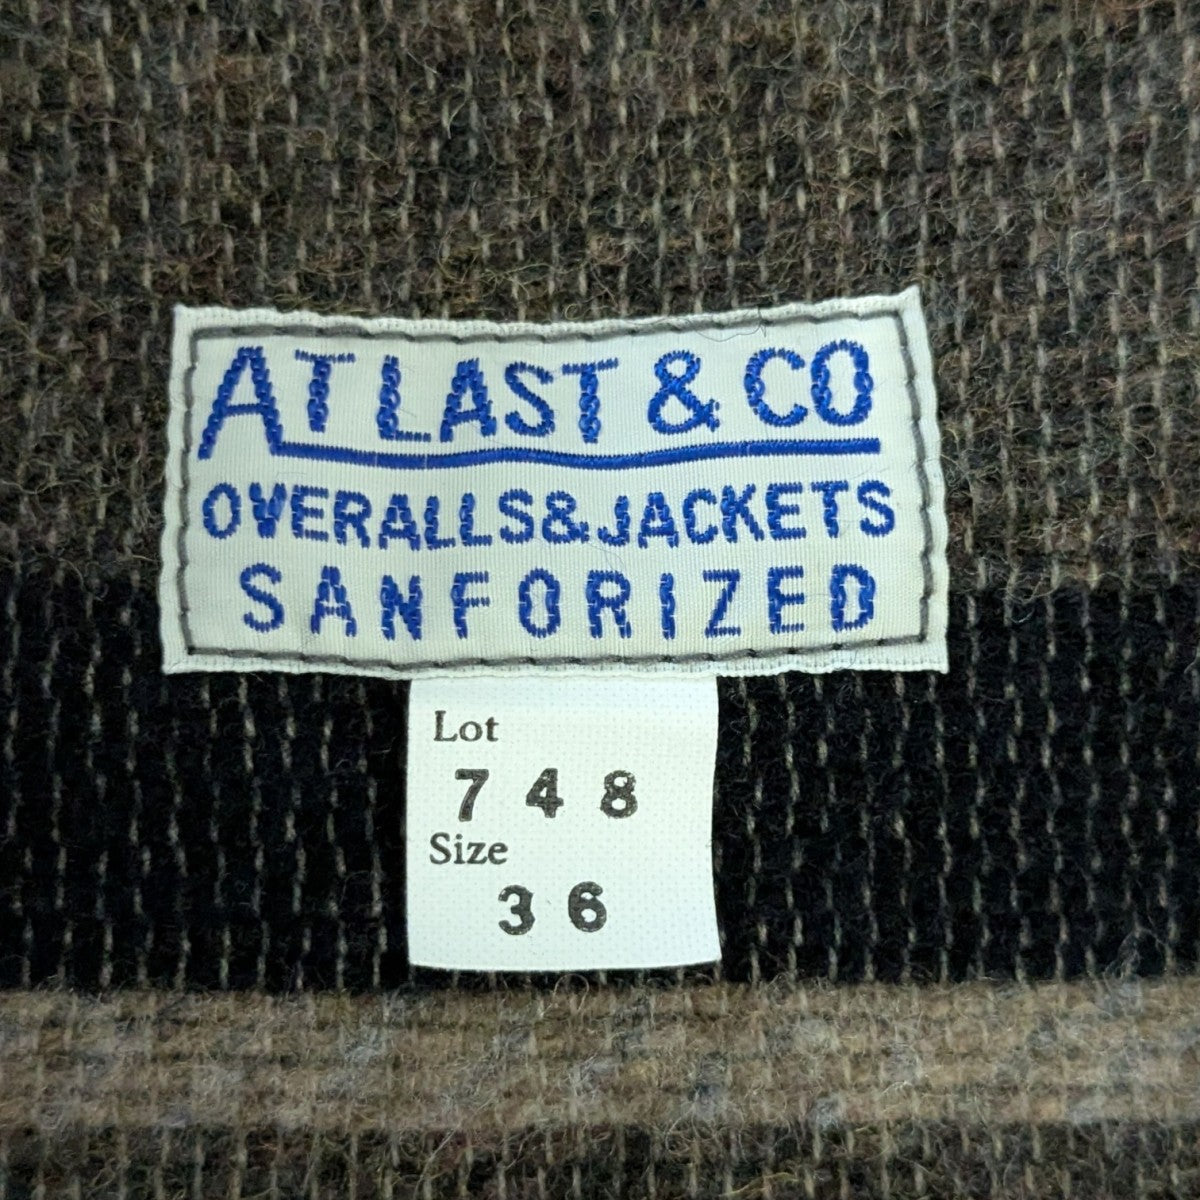 AT LAST & CO
OVERALLS&JACKETS
SANFORIZED
Lot
748
Size
36